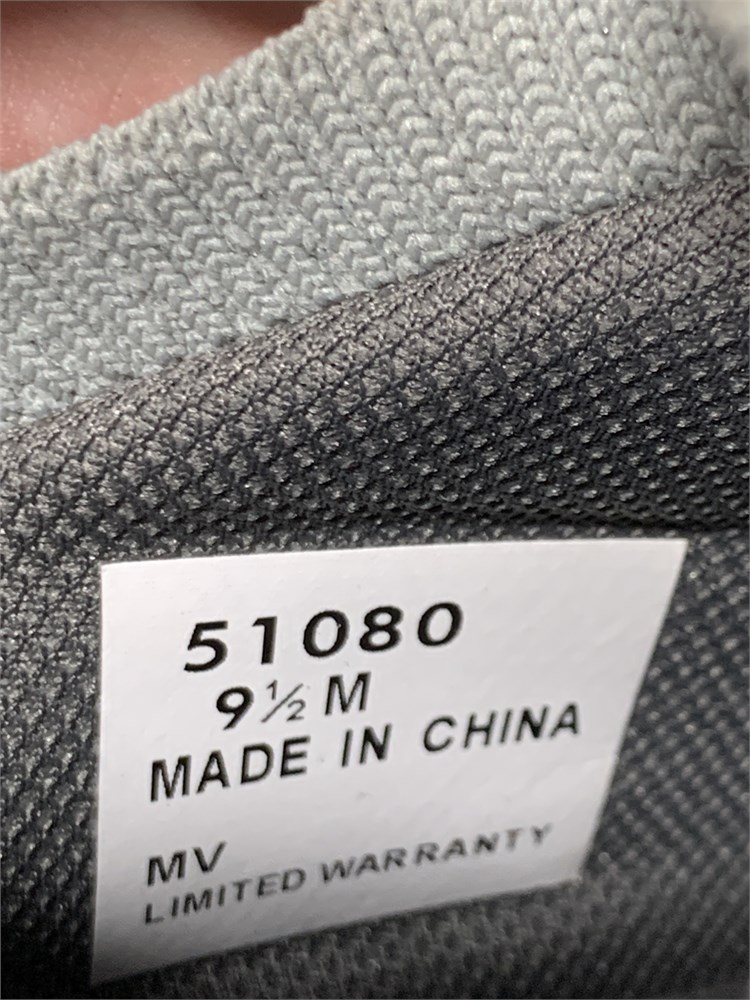 51080
9½ M
MADE IN CHINA
MV
LIMITED WARRANTY